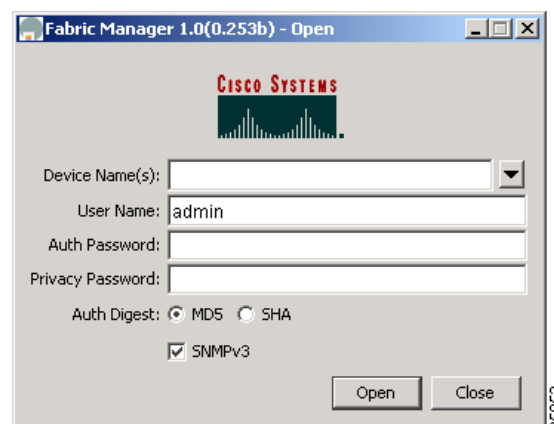 Fabric Manager 1.0(0.253b) - Open
CISCO SYSTEMS
Device Name(s):
User Name: admin
Auth Password:
Privacy Password:
Auth Digest: MD5 SHA
SNMPv3
Open Close